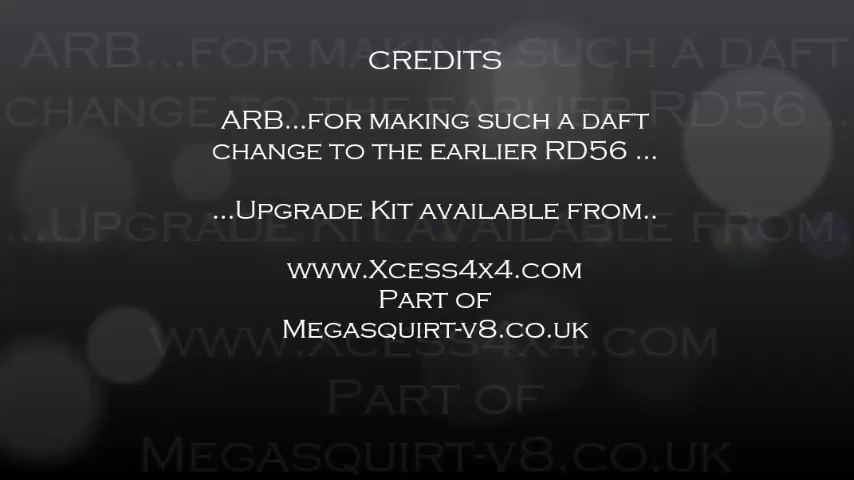 CREDITS
ARB...FOR MAKING SUCH A DAFT
CHANGE TO THE EARLIER RD56 ...
...UPGRADE KIT AVAILABLE FROM..
WWW.XCESS4X4.COM
PART OF
MEGASQUIRT-V8.CO.UK